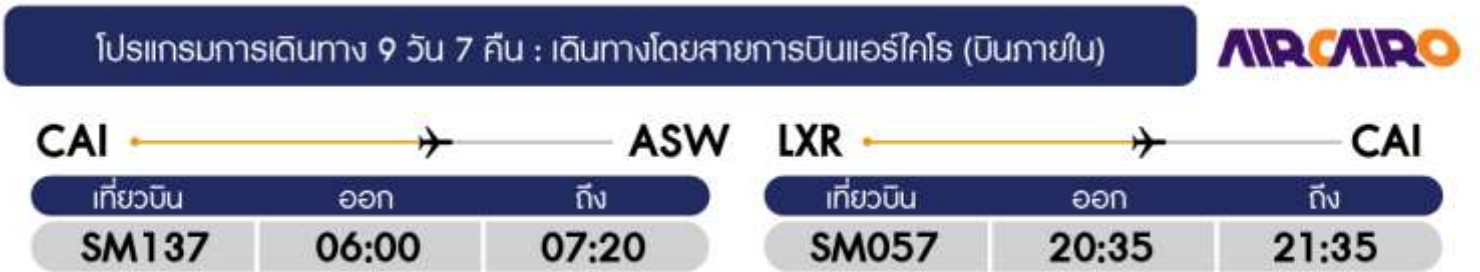 โปรแกรมการเดินทาง 9 วัน 7 คืน : เดินทางโดยสายการบินแอร์ไคโร (บินภายใน)
AIRCAIRO
CAI ASW
เที่ยวบิน ออก ถึง
SM137 06:00 07:20
LXR CAI
เที่ยวบิน ออก ถึง
SM057 20:35 21:35